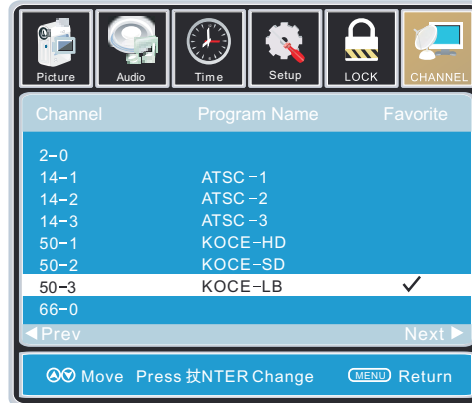 Picture Audio Time Setup LOCK CHANNEL
Channel Program Name Favorite
2-0
14-1 ATSC-1
14-2 ATSC-2
14-3 ATSC-3
50-1 KOCE-HD
50-2 KOCE-SD
50-3 KOCE-LB ✓
66-0
◀Prev Next▶
Move Press 扙NTER Change MENU Return